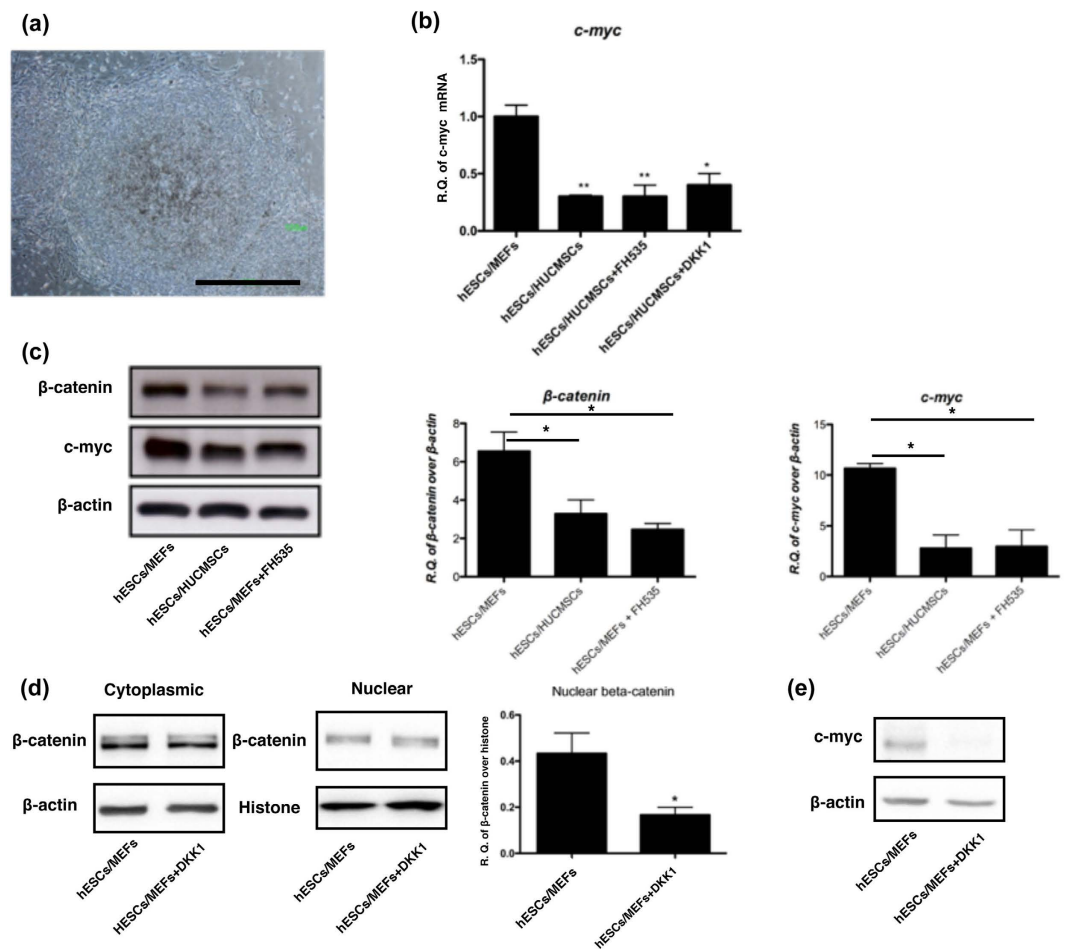 (a)
(b)
c-myc
R.Q. of c-myc mRNA
1.5
1.0
0.5
0.0
**
**
*
hESCs/MEFs
hESCs/HUCMSCs
hESCs/HUCMSCs+FH535
hESCs/HUCMSCs+DKK1
(c)
β-catenin
c-myc
β-actin
hESCs/MEFs
hESCs/HUCMSCs
hESCs/MEFs+FH535
β-catenin
*
*
R.Q. of β-catenin over β-actin
8
6
4
2
0
hESCs/MEFs
hESCs/HUCMSCs
hESCs/MEFs + FH535
c-myc
*
*
R.Q. of c-myc over β-actin
15
10
5
0
hESCs/MEFs
hESCs/HUCMSCs
hESCs/MEFs + FH535
(d)
Cytoplasmic
β-catenin
β-actin
hESCs/MEFs
HESCs/MEFs+DKK1
Nuclear
β-catenin
Histone
hESCs/MEFs
hESCs/MEFs+DKK1
Nuclear beta-catenin
R. Q. of β-catenin over histone
0.6
0.4
0.2
0.0
*
hESCs/MEFs
hESCs/MEFs+DKK1
(e)
c-myc
β-actin
hESCs/MEFs
hESCs/MEFs+DKK1